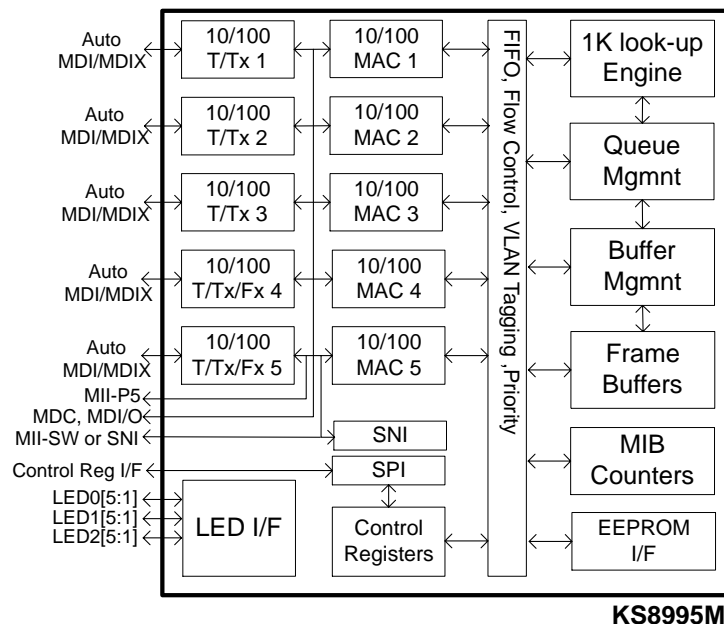 Auto
MDI/MDIX
10/100
T/Tx 1
10/100
MAC 1
1K look-up
Engine
Auto
MDI/MDIX
10/100
T/Tx 2
10/100
MAC 2
Queue
Mgmnt
Auto
MDI/MDIX
10/100
T/Tx 3
10/100
MAC 3
Buffer
Mgmnt
Auto
MDI/MDIX
10/100
T/Tx/Fx 4
10/100
MAC 4
Auto
MDI/MDIX
10/100
T/Tx/Fx 5
10/100
MAC 5
Frame
Buffers
FIFO, Flow Control, VLAN Tagging ,Priority
MII-P5
MDC, MDI/O
MII-SW or SNI
SNI
MIB
Counters
Control Reg I/F
SPI
LED0[5:1]
LED1[5:1]
LED2[5:1]
LED I/F
Control
Registers
EEPROM
I/F
KS8995M